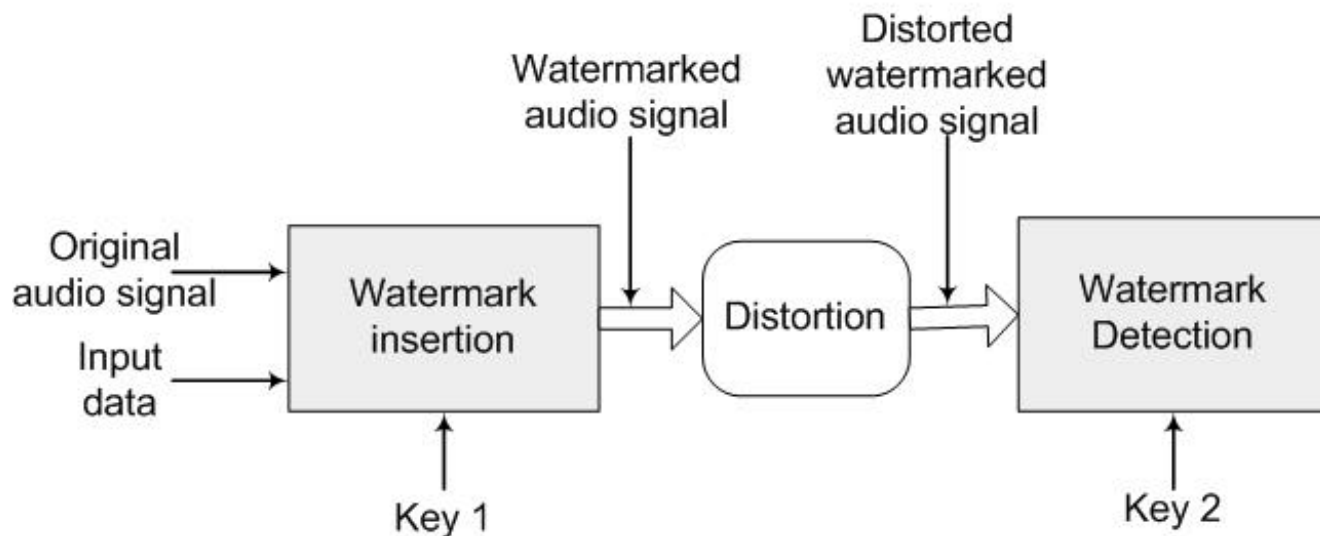 Watermarked
audio signal
Distorted
watermarked
audio signal
Original
audio signal
Input
data
Watermark
insertion
Distortion
Watermark
Detection
Key 1
Key 2